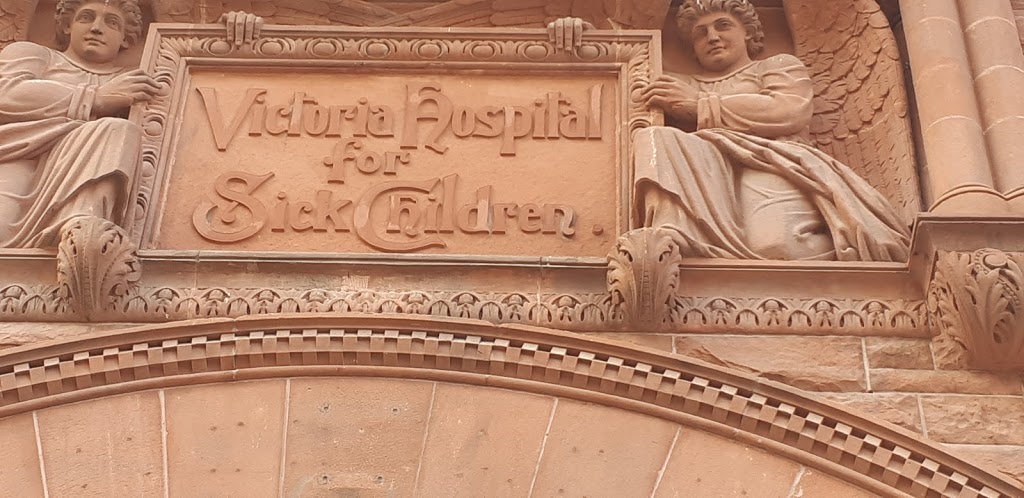 Victoria Hospital
for
Sick Children.